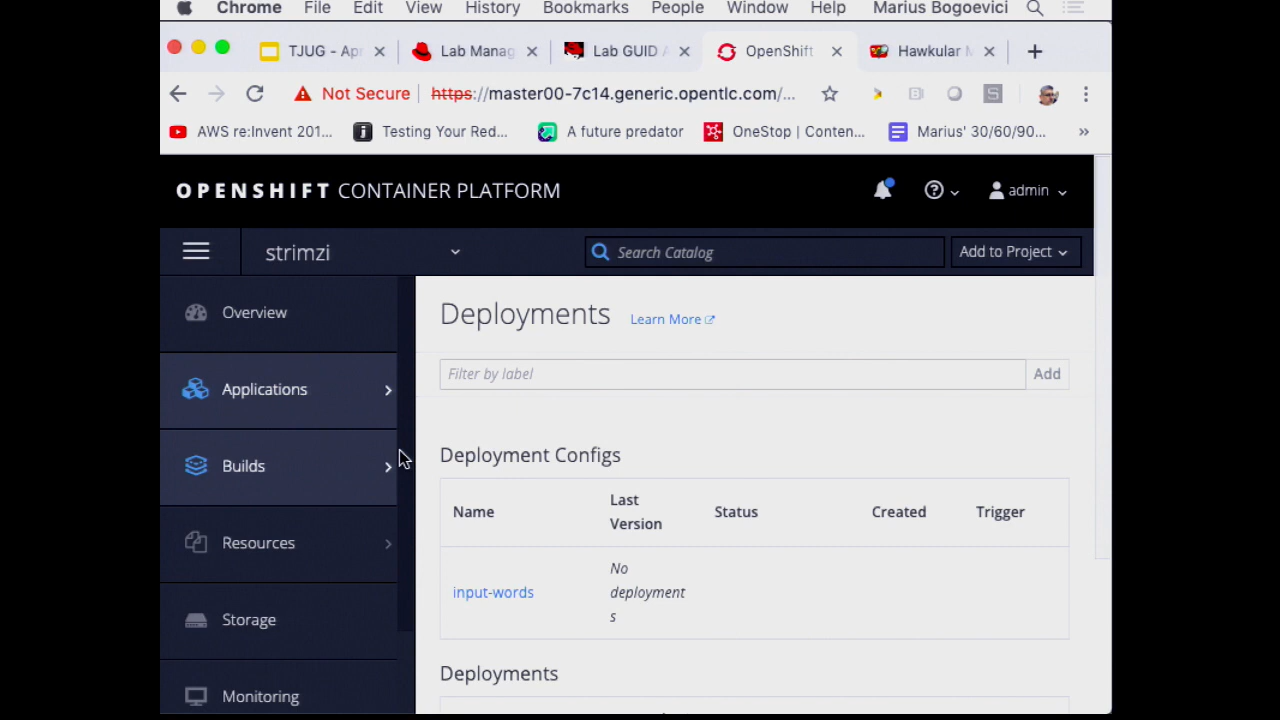 Chrome File Edit View History Bookmarks People Window Help Marius Bogoevici
TJUG - Apr Lab Manag Lab GUID OpenShift Hawkular
Not Secure https://master00-7c14.generic.opentlc.com/...
AWS re:Invent 201... Testing Your Red... A future predator OneStop | Conten... Marius' 30/60/90... »
OPENSHIFT CONTAINER PLATFORM admin
strimzi Search Catalog Add to Project
Overview
Applications
Builds
Resources
Storage
Monitoring
Deployments Learn More
Filter by label Add
Deployment Configs
Name Last Version Status Created Trigger
input-words No deployment
s
Deployments